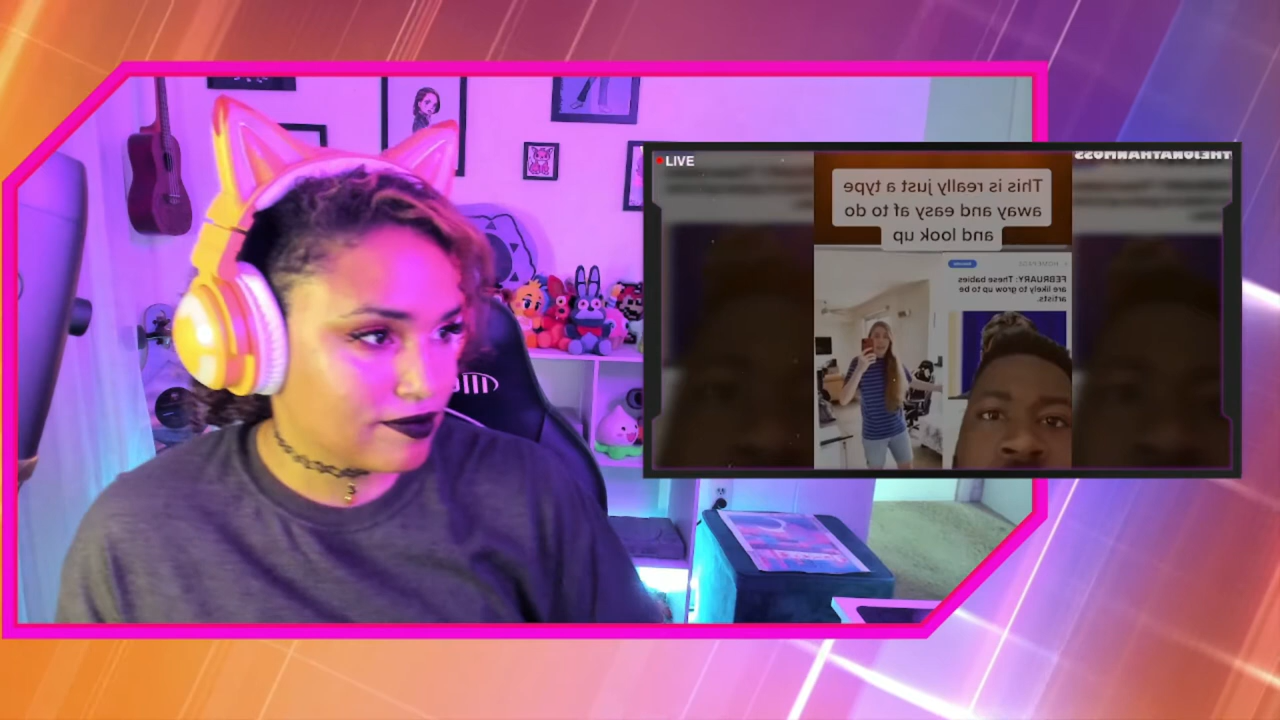 LIVE
THEJONATHANMOSS
This is really just a type
away and easy af to do
and look up
FEBRUARY: These babies
are likely to grow up to be
artists.